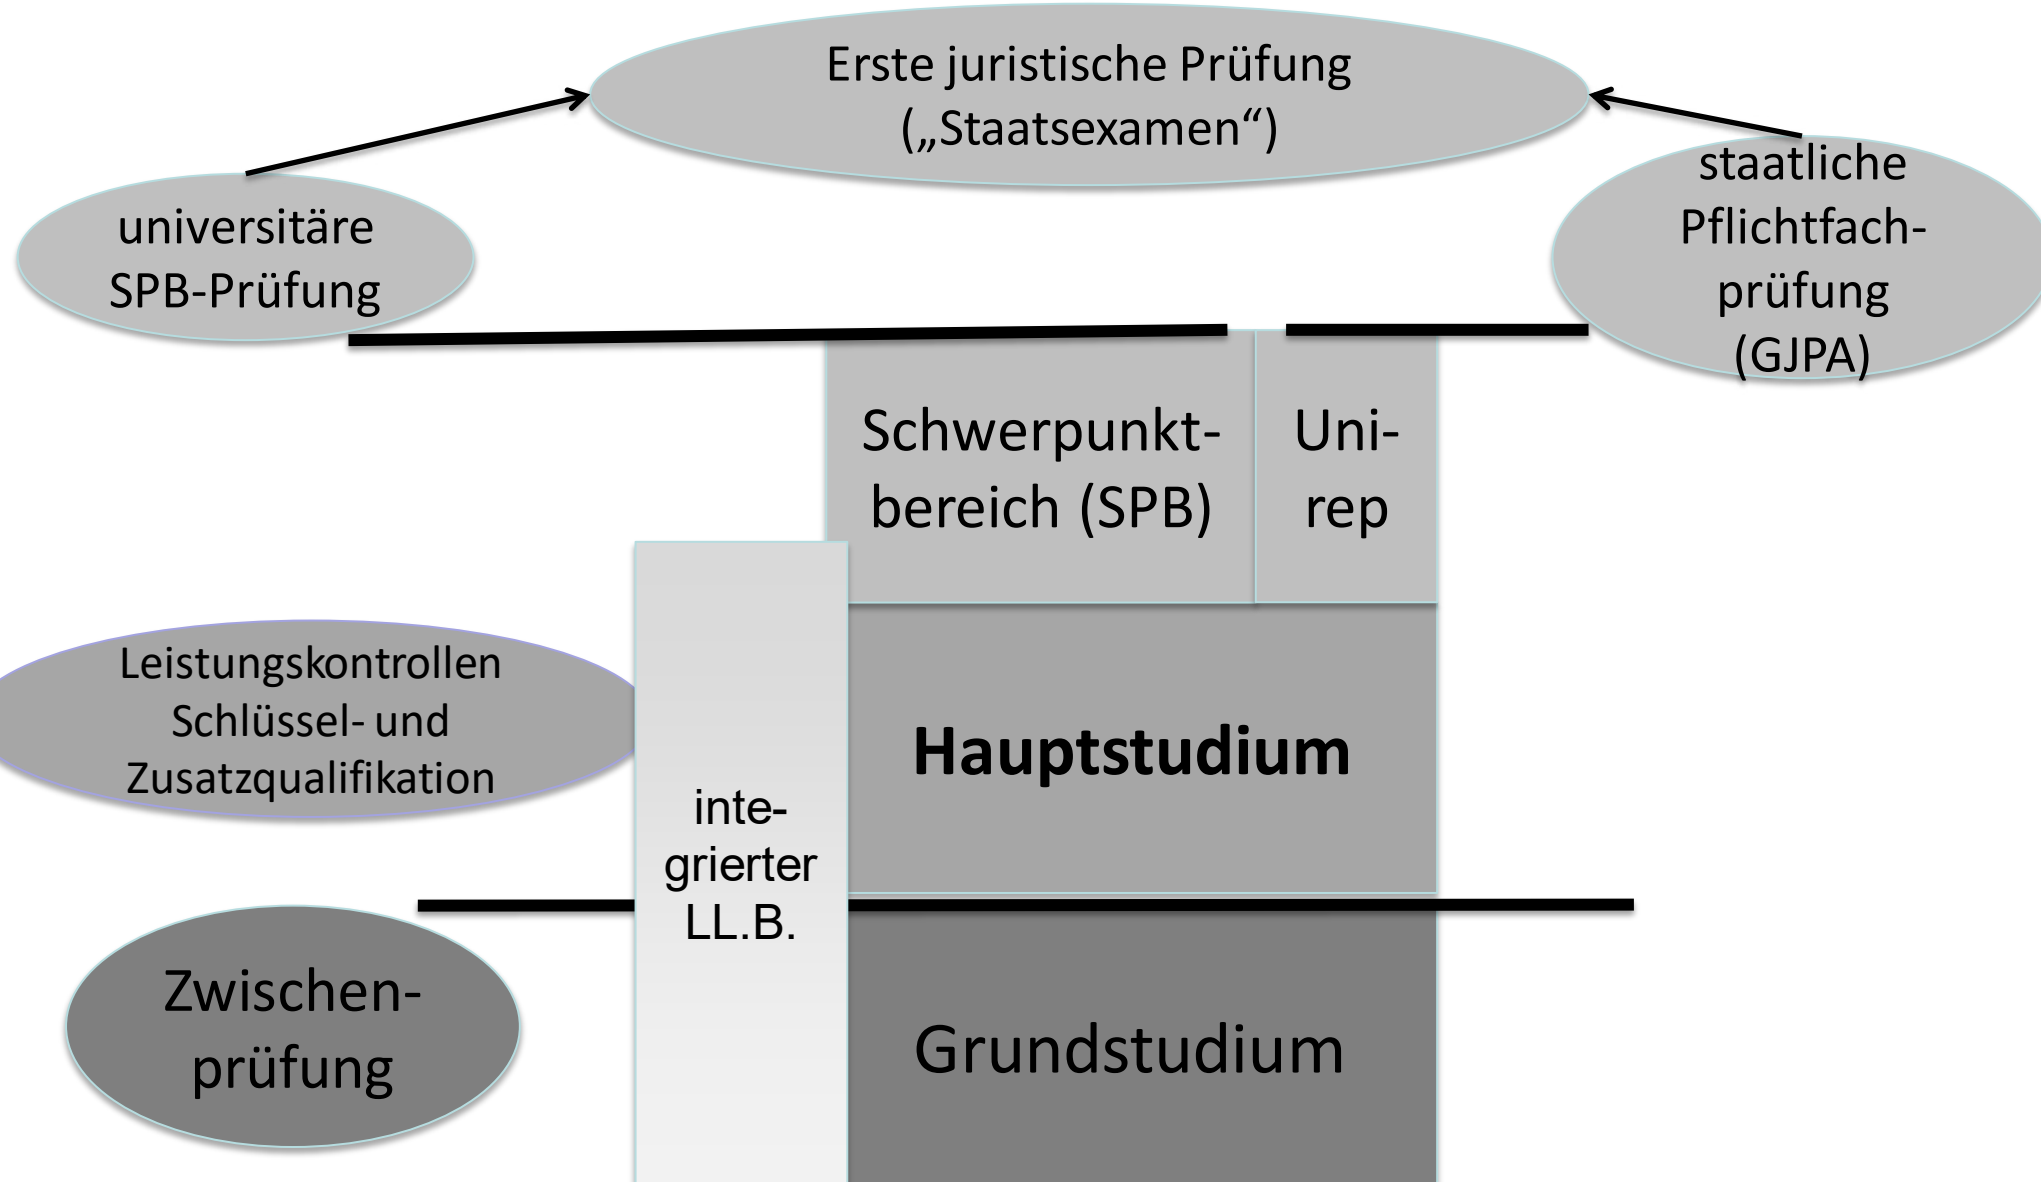 Erste juristische Prüfung
(„Staatsexamen“)
universitäre
SPB-Prüfung
staatliche
Pflichtfach-
prüfung
(GJPA)
Schwerpunkt-
bereich (SPB)
Uni-
rep
Leistungskontrollen
Schlüssel- und
Zusatzqualifikation
Hauptstudium
inte-
grierter
LL.B.
Zwischen-
prüfung
Grundstudium